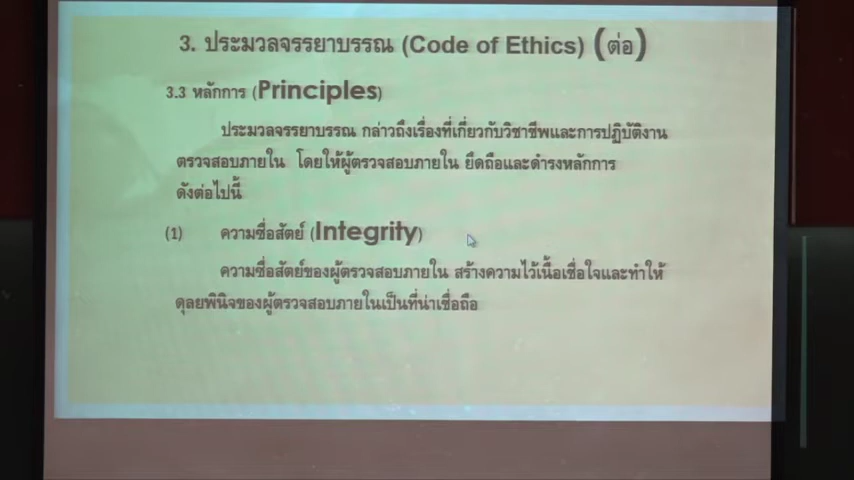 3. ประมวลจรรยาบรรณ (Code of Ethics) (ต่อ)
3.3 หลักการ (Principles)
ประมวลจรรยาบรรณ กล่าวถึงเรื่องที่เกี่ยวกับวิชาชีพและการปฏิบัติงาน
ตรวจสอบภายใน โดยให้ผู้ตรวจสอบภายใน ยึดถือและดำรงหลักการ
ดังต่อไปนี้
(1) ความซื่อสัตย์ (Integrity)
ความซื่อสัตย์ของผู้ตรวจสอบภายใน สร้างความไว้เนื้อเชื่อใจและทำให้
ดุลยพินิจของผู้ตรวจสอบภายในเป็นที่น่าเชื่อถือ